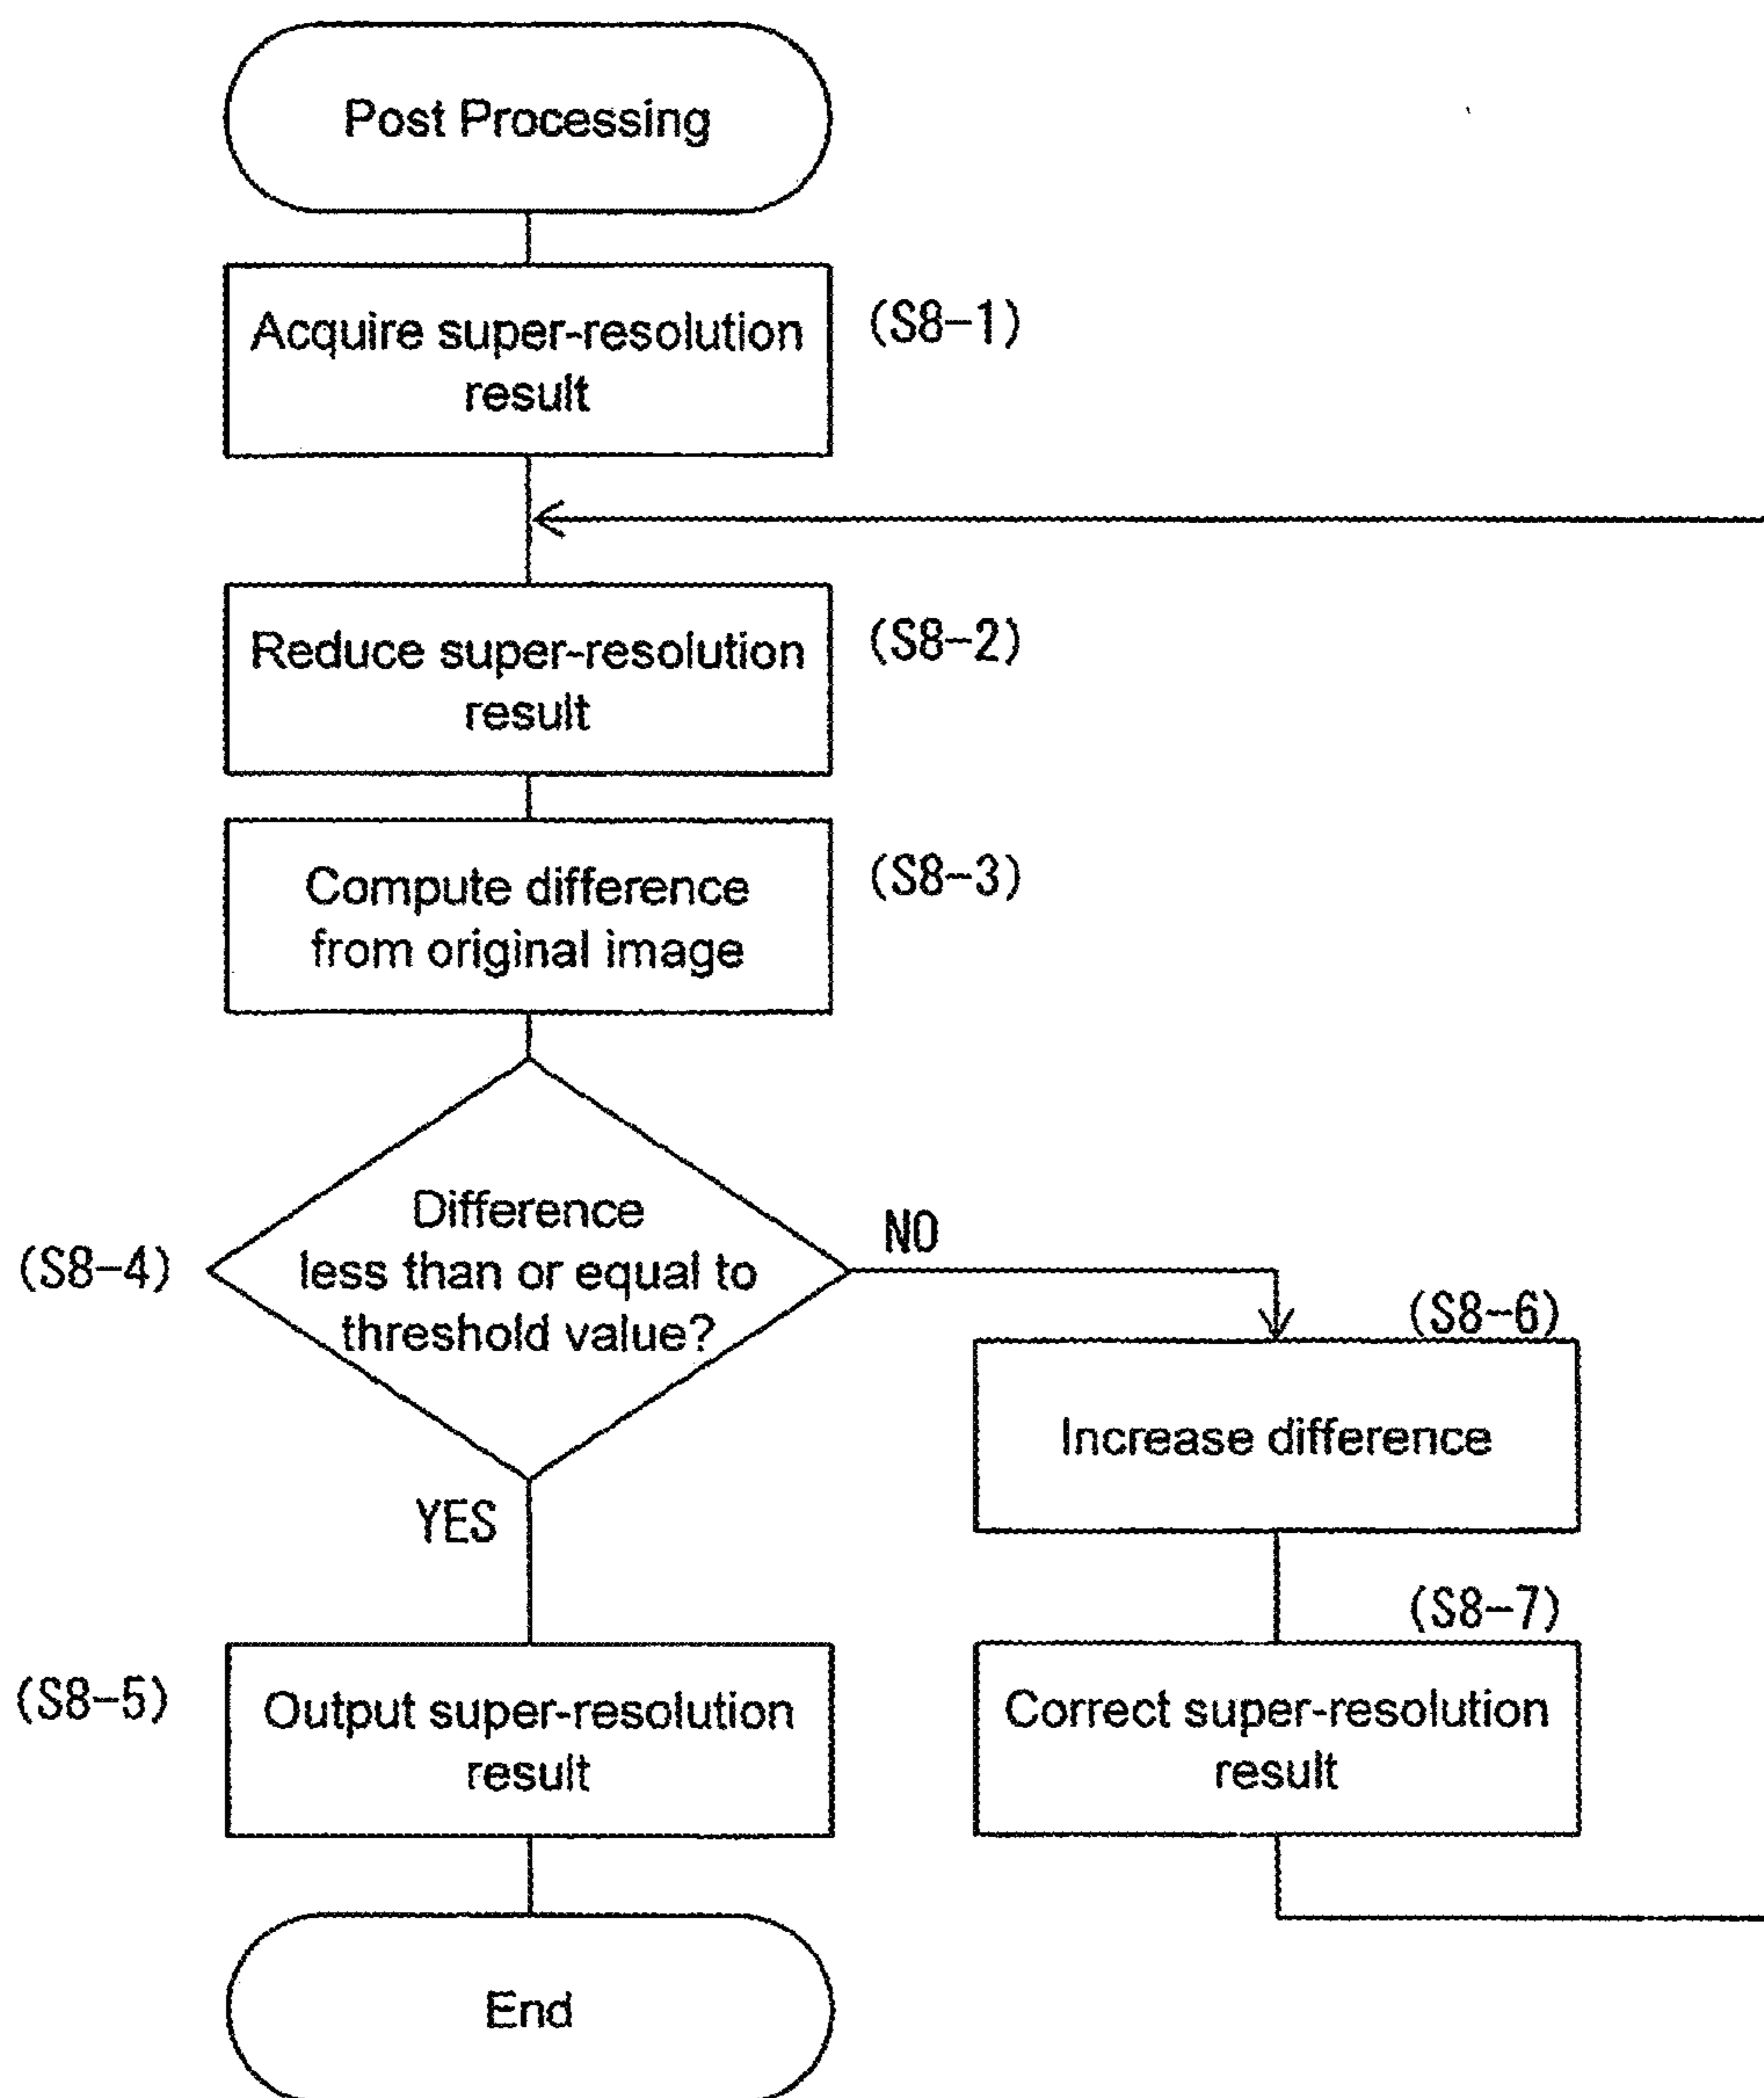 Post Processing
Acquire super-resolution
result
(S8-1)
Reduce super-resolution
result
(S8-2)
Compute difference
from original image
(S8-3)
Difference
less than or equal to
threshold value?
(S8-4)
NO
YES
(S8-6)
Increase difference
(S8-7)
Correct super-resolution
result
(S8-5)
Output super-resolution
result
End